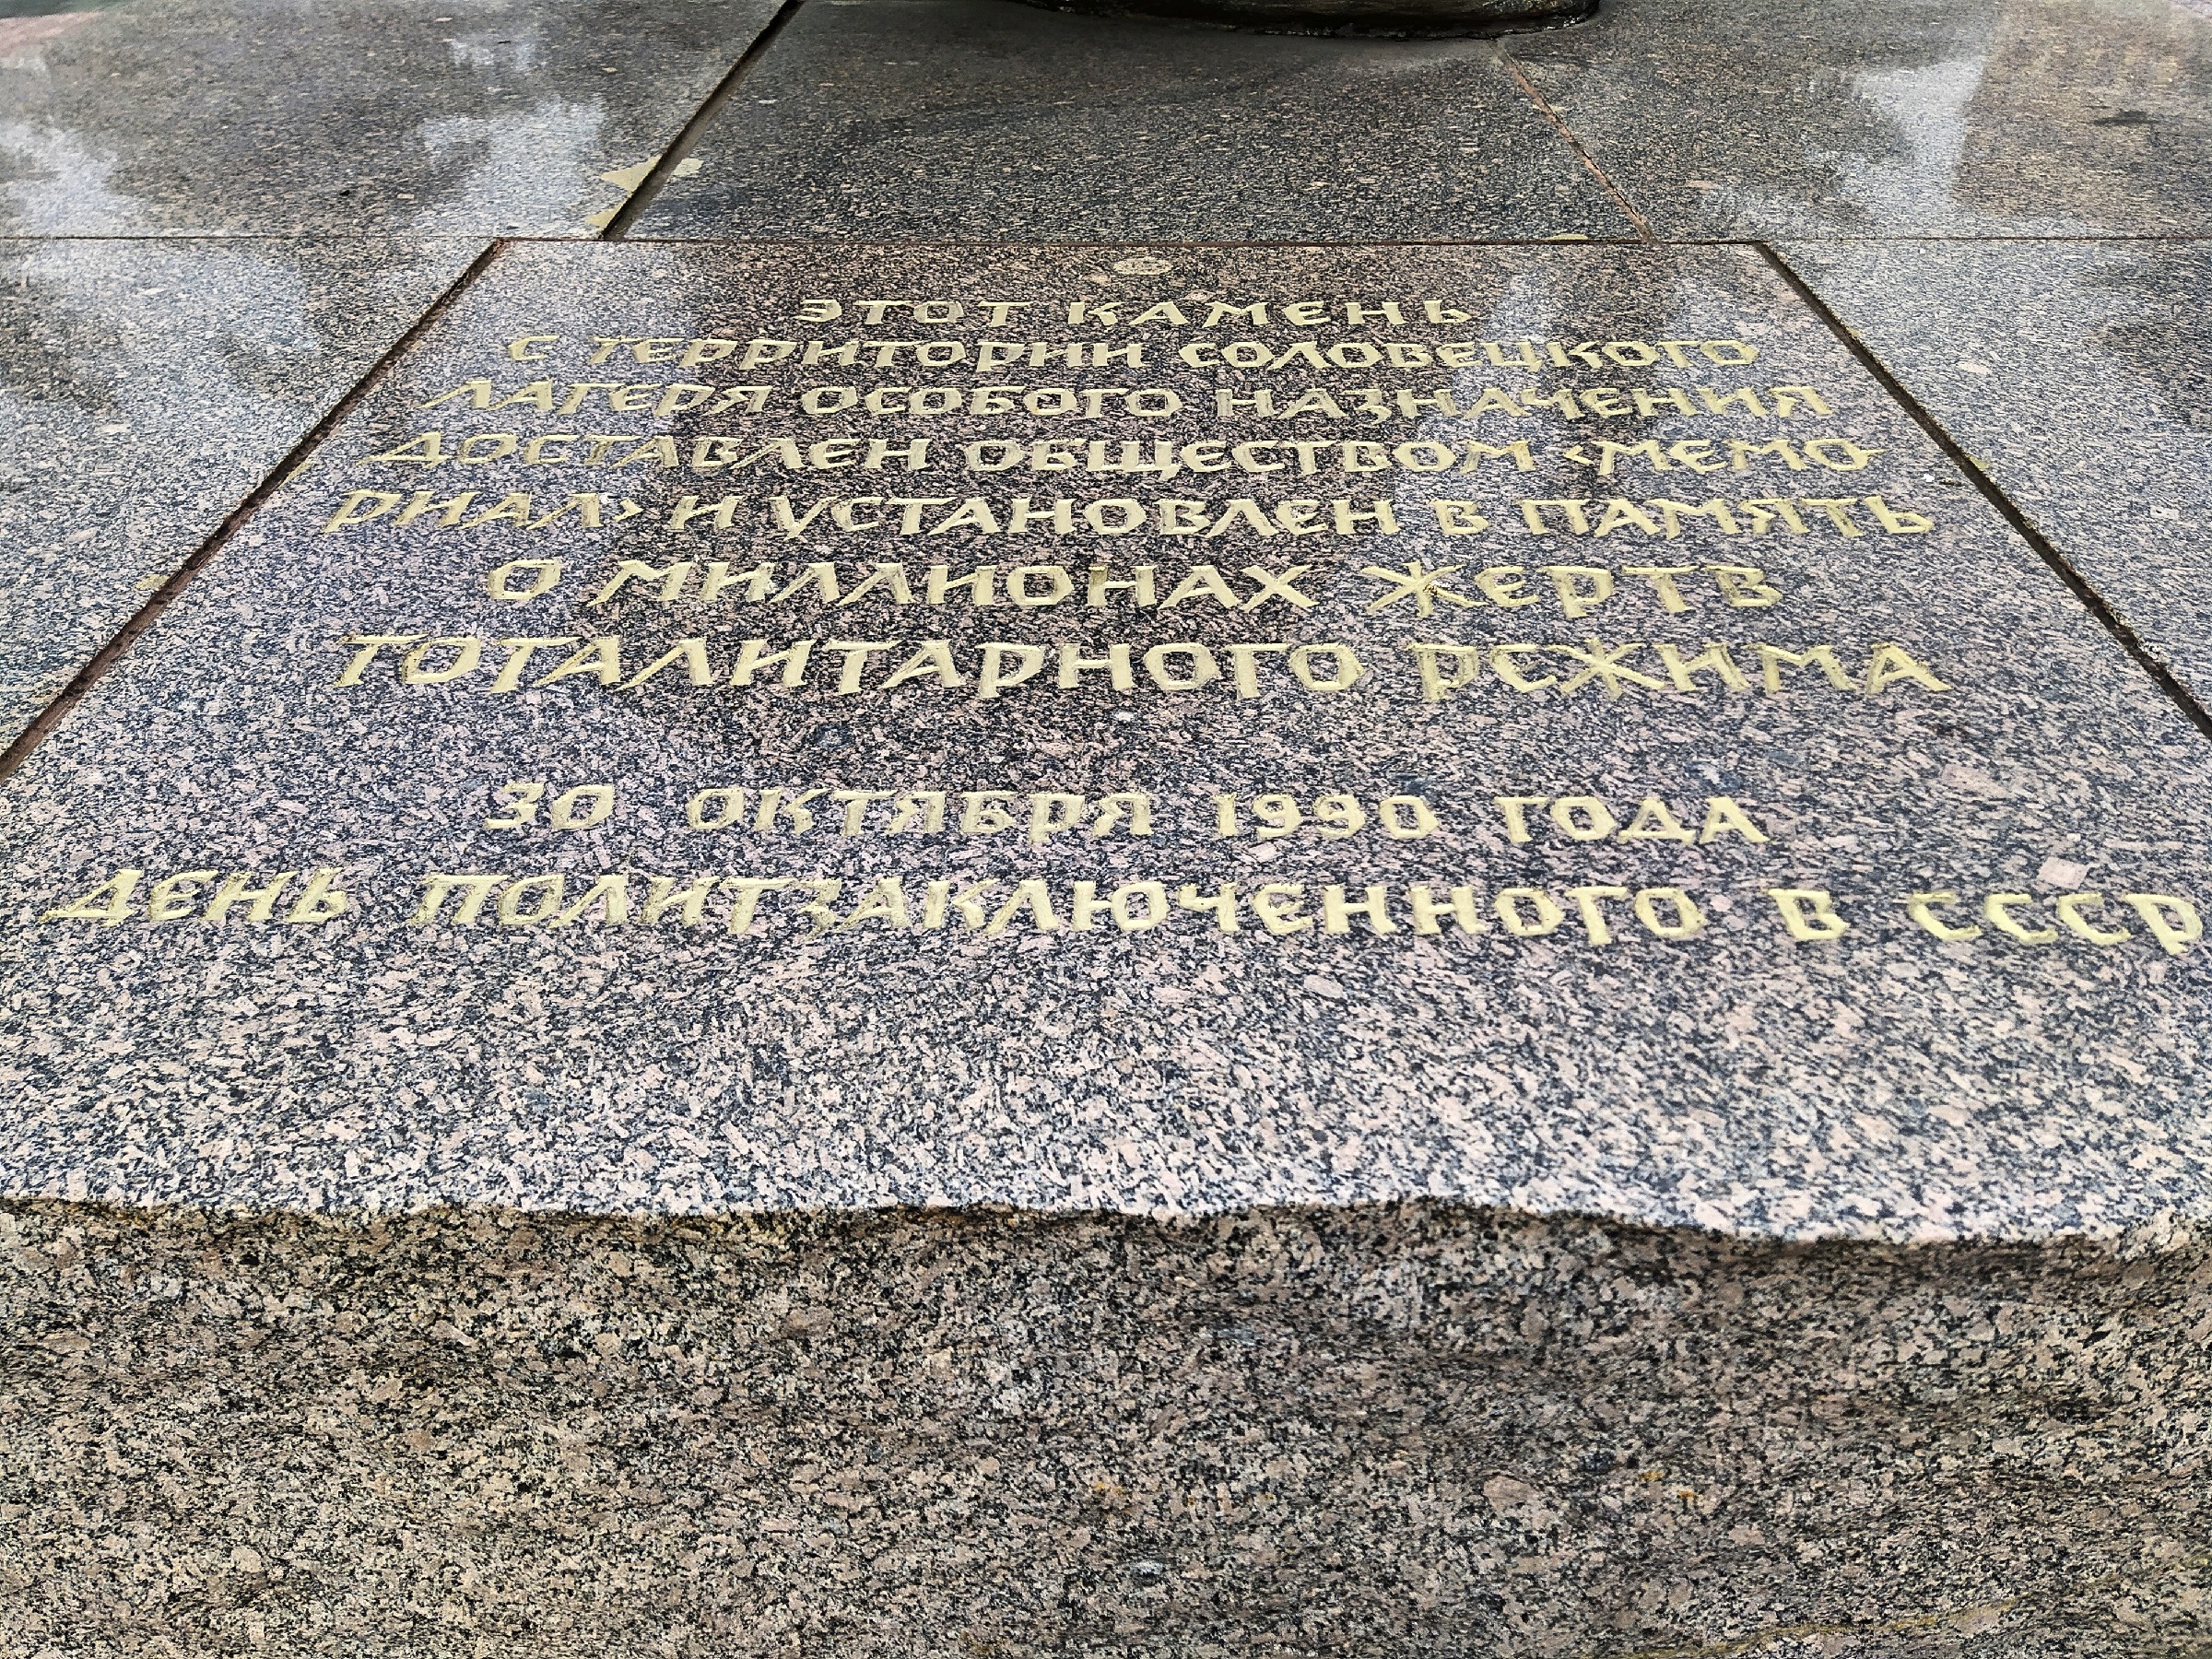 ЭТОТ КАМЕНЬ
С ТЕРРИТОРИИ СОЛОВЕЦКОГО
ЛАГЕРЯ ОСОБОГО НАЗНАЧЕНИЯ
ДОСТАВЛЕН ОБЩЕСТВОМ ‹МЕМО
РИАЛ› И УСТАНОВЛЕН В ПАМЯТЬ
О МИЛЛИОНАХ ЖЕРТВ
ТОТАЛИТАРНОГО РЕЖИМА
30 ОКТЯБРЯ 1990 ГОДА
ДЕНЬ ПОЛИТЗАКЛЮЧЕННОГО В СССР